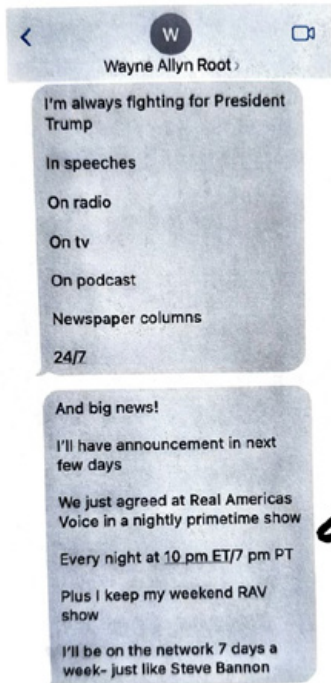 W
Wayne Allyn Root
I'm always fighting for President
Trump
In speeches
On radio
On tv
On podcast
Newspaper columns
24/7
And big news!
I'll have announcement in next
few days
We just agreed at Real Americas
Voice in a nightly primetime show
Every night at 10 pm ET/7 pm PT
Plus I keep my weekend RAV
show
I'll be on the network 7 days a
week- just like Steve Bannon